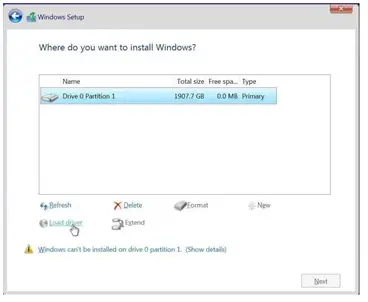 Windows Setup
Where do you want to install Windows?
Name Total size Free spa... Type
Drive 0 Partition 1 1907.7 GB 0.0 MB Primary
Refresh Delete Format New
Load driver Extend
Windows can't be installed on drive 0 partition 1. (Show details)
Next